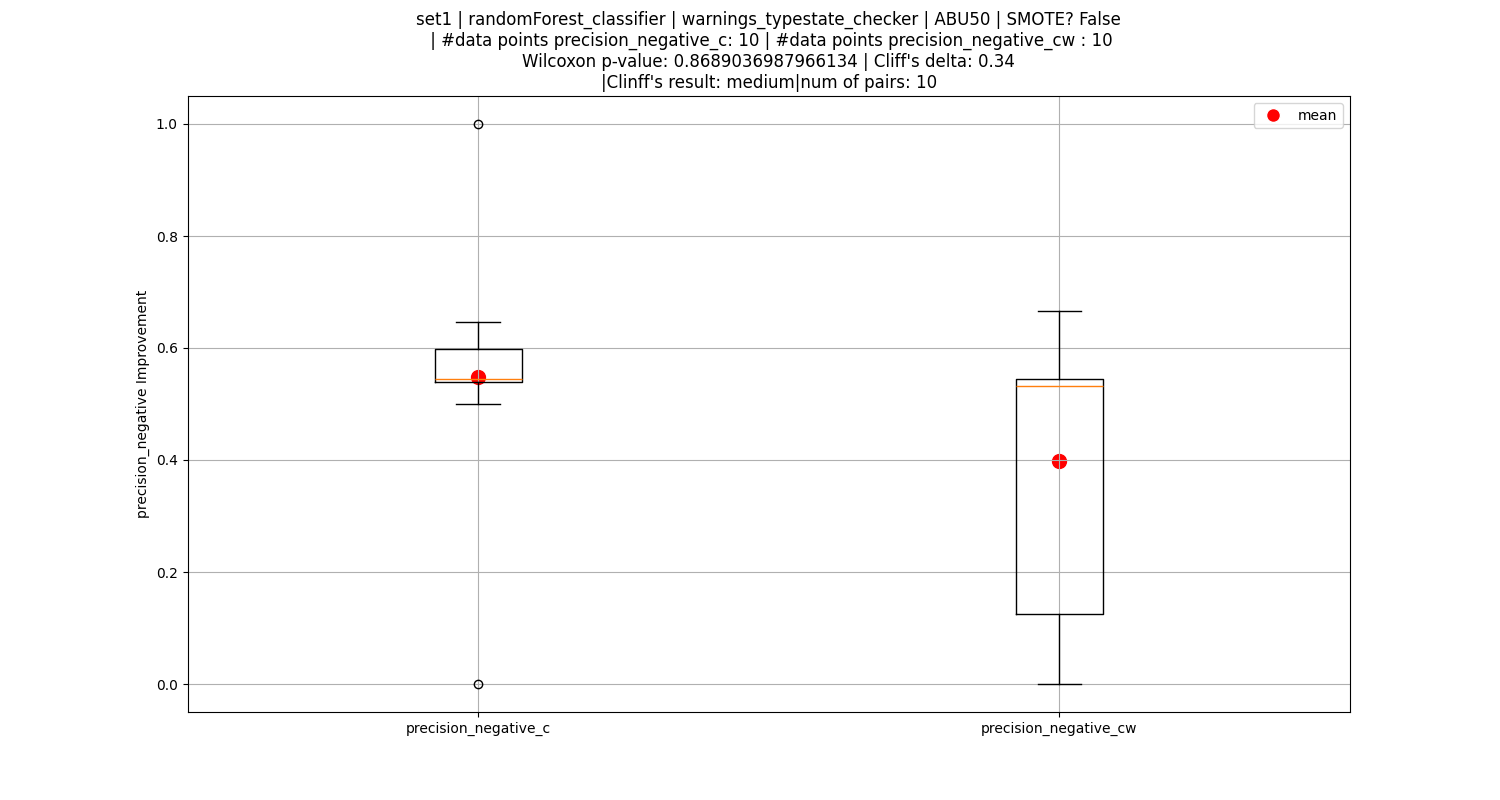 set1 | randomForest_classifier | warnings_typestate_checker | ABU50 | SMOTE? False
| #data points precision_negative_c: 10 | #data points precision_negative_cw : 10
Wilcoxon p-value: 0.8689036987966134 | Cliff's delta: 0.34
|Clinff's result: medium|num of pairs: 10
mean
1.0
0.8
0.6
0.4
0.2
0.0
precision_negative Improvement
precision_negative_c
precision_negative_cw